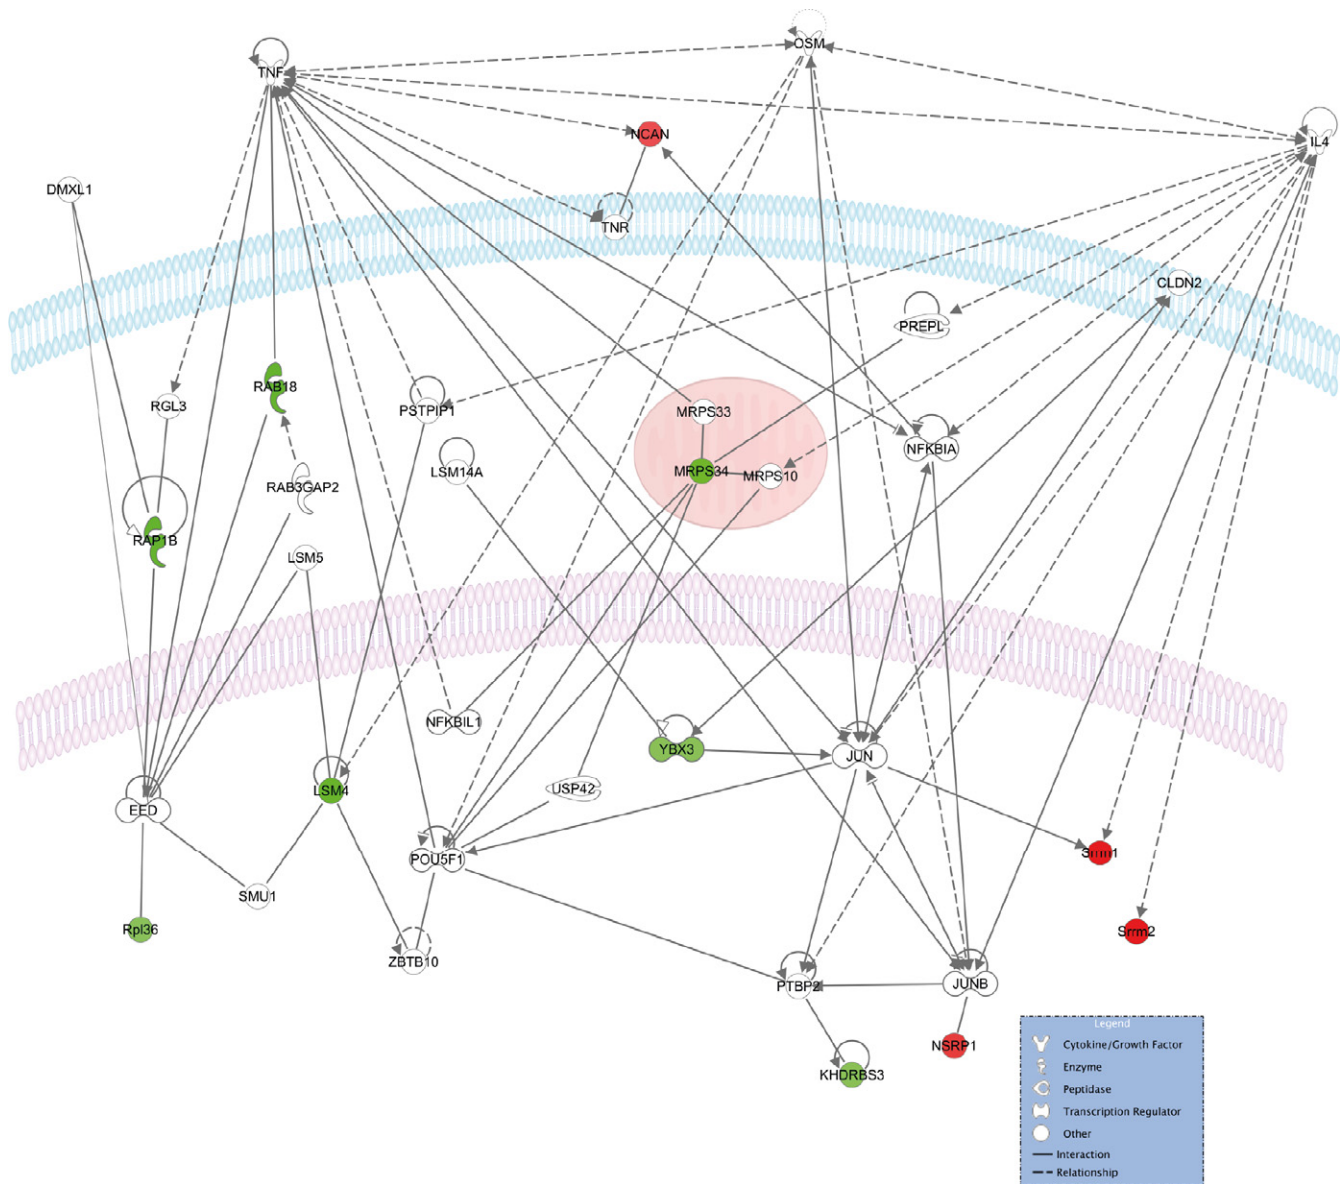 OSM
TNF
NCAN
IL4
DMXL1
TNR
CLDN2
PREPL
RAB18
RGL3
PSTPIP1
MRPS33
NFKBIA
LSM14A
MRPS34
MRPS10
RAB3GAP2
RAP1B
LSM5
NFKBIL1
YBX3
JUN
LSM4
USP42
EED
POU5F1
Srrm1
SMU1
Rpl36
Srrm2
ZBTB10
PTBP2
JUNB
NSRP1
KHDRBS3
Legend
Cytokine/Growth Factor
Enzyme
Peptidase
Transcription Regulator
Other
Interaction
Relationship